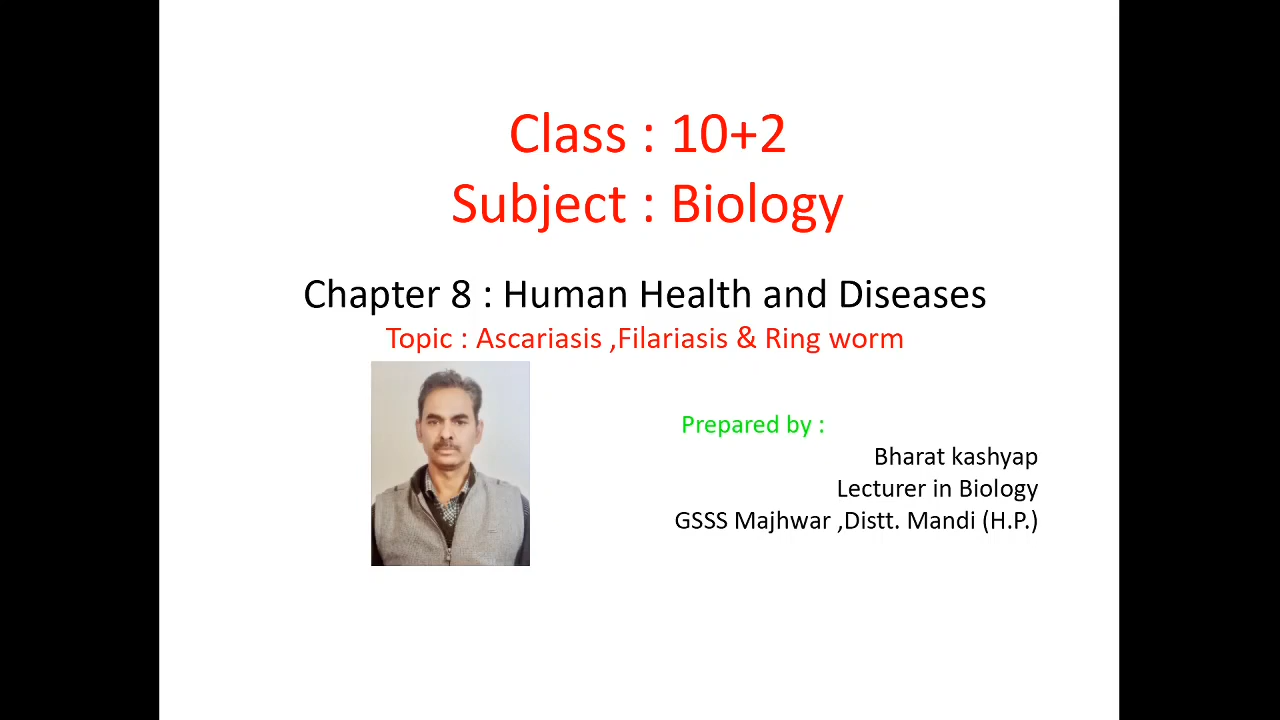 Class : 10+2
Subject : Biology
Chapter 8 : Human Health and Diseases
Topic : Ascariasis ,Filariasis & Ring worm
Prepared by :
Bharat kashyap
Lecturer in Biology
GSSS Majhwar ,Distt. Mandi (H.P.)